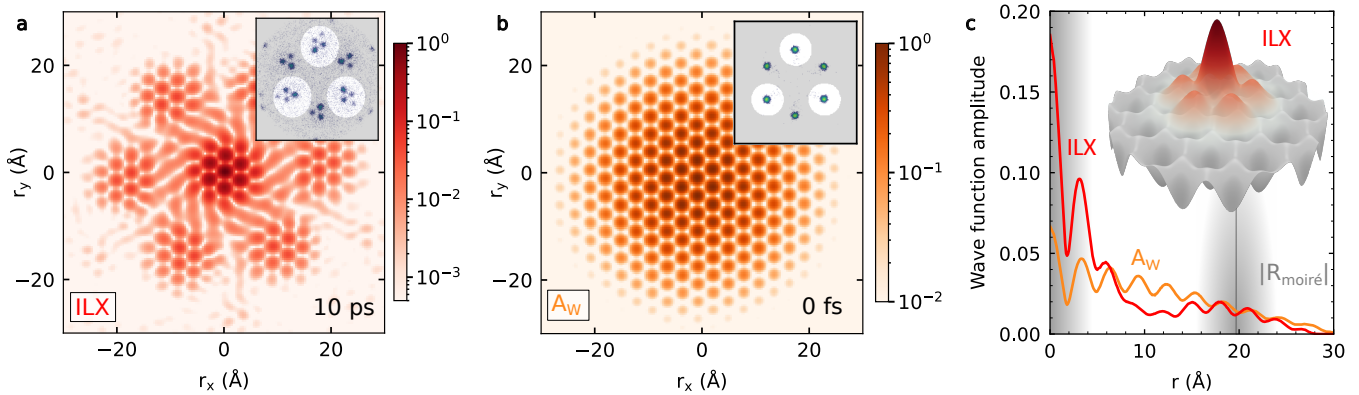 a
r_y (Å)
20
0
−20
−20
0
20
r_x (Å)
ILX
10 ps
10^0
10^−1
10^−2
10^−3
b
r_y (Å)
20
0
−20
−20
0
20
r_x (Å)
A_W
0 fs
10^0
10^−1
10^−2
c
Wave function amplitude
0.20
0.15
0.10
0.05
0.00
0
10
20
30
r (Å)
ILX
ILX
A_W
|R_moiré|